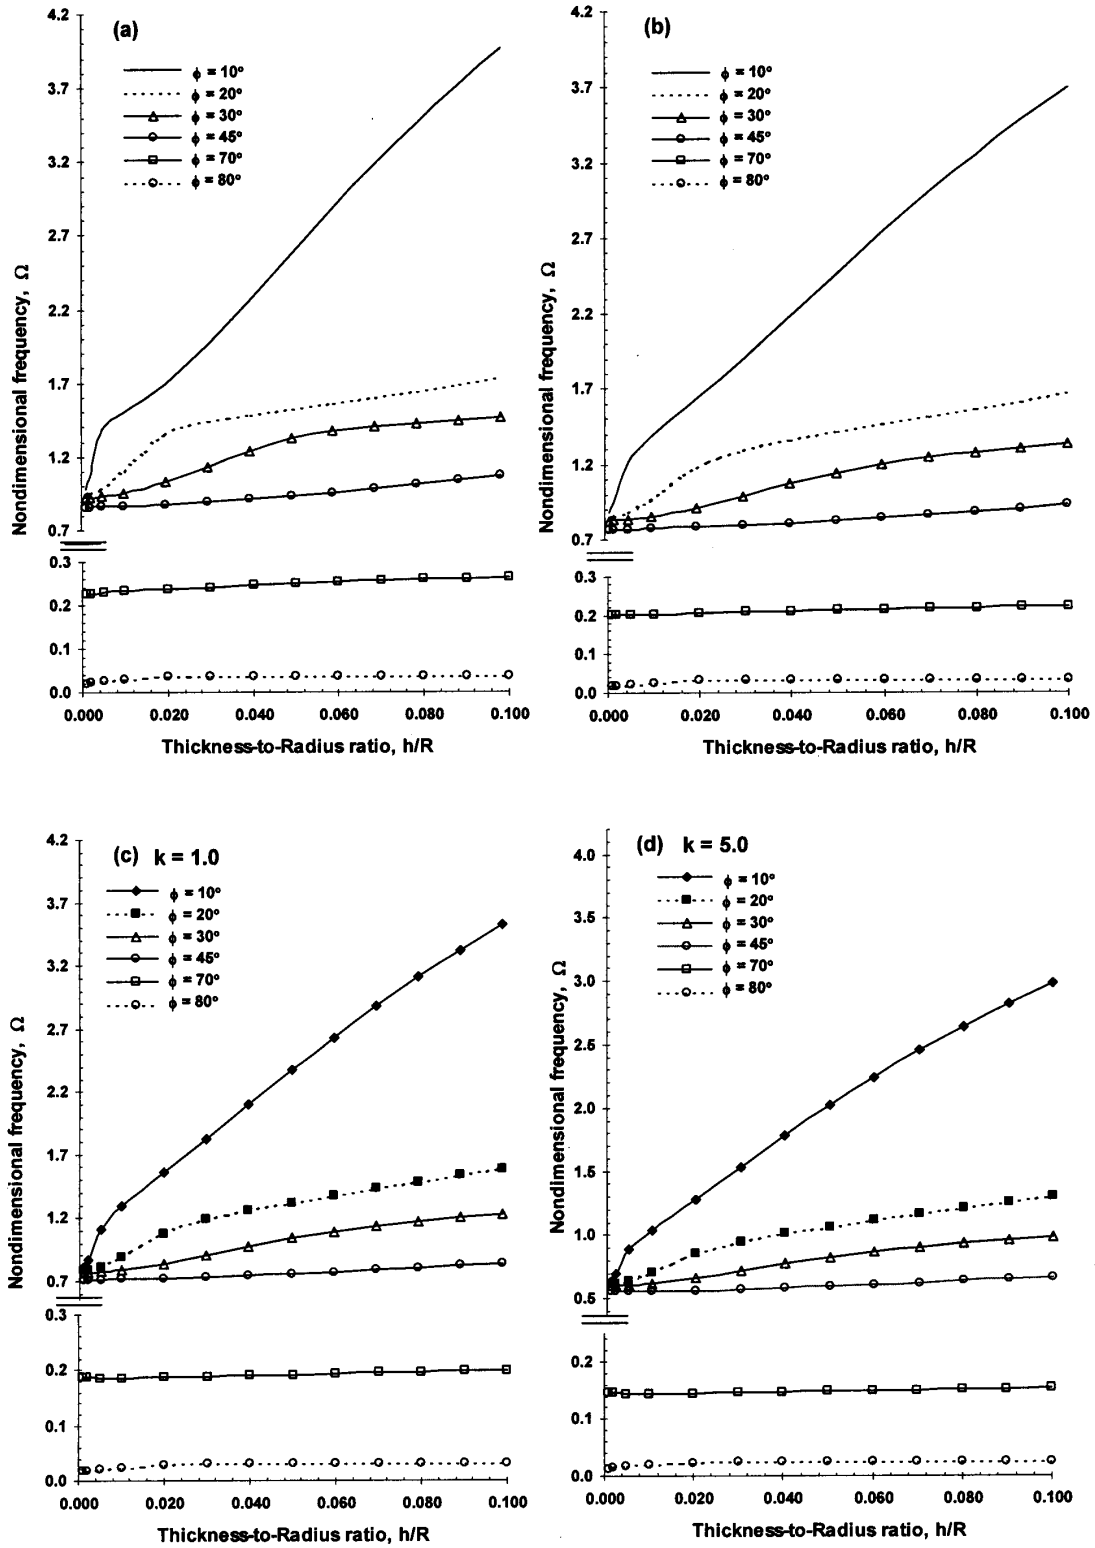 (a)
4.2
3.7
3.2
2.7
2.2
1.7
1.2
0.7
0.3
0.2
0.1
0.0
ϕ = 10°
ϕ = 20°
ϕ = 30°
ϕ = 45°
ϕ = 70°
ϕ = 80°
Nondimensional frequency, Ω
0.000 0.020 0.040 0.060 0.080 0.100
Thickness-to-Radius ratio, h/R
(b)
4.2
3.7
3.2
2.7
2.2
1.7
1.2
0.7
0.3
0.2
0.1
0.0
ϕ = 10°
ϕ = 20°
ϕ = 30°
ϕ = 45°
ϕ = 70°
ϕ = 80°
Nondimensional frequency, Ω
0.000 0.020 0.040 0.060 0.080 0.100
Thickness-to-Radius ratio, h/R
(c) k = 1.0
4.2
3.7
3.2
2.7
2.2
1.7
1.2
0.7
0.3
0.2
0.1
0.0
ϕ = 10°
ϕ = 20°
ϕ = 30°
ϕ = 45°
ϕ = 70°
ϕ = 80°
Nondimensional frequency, Ω
0.000 0.020 0.040 0.060 0.080 0.100
Thickness-to-Radius ratio, h/R
(d) k = 5.0
4.0
3.5
3.0
2.5
2.0
1.5
1.0
0.5
0.2
0.1
0.0
ϕ = 10°
ϕ = 20°
ϕ = 30°
ϕ = 45°
ϕ = 70°
ϕ = 80°
Nondimensional frequency, Ω
0.000 0.020 0.040 0.060 0.080 0.100
Thickness-to-Radius ratio, h/R